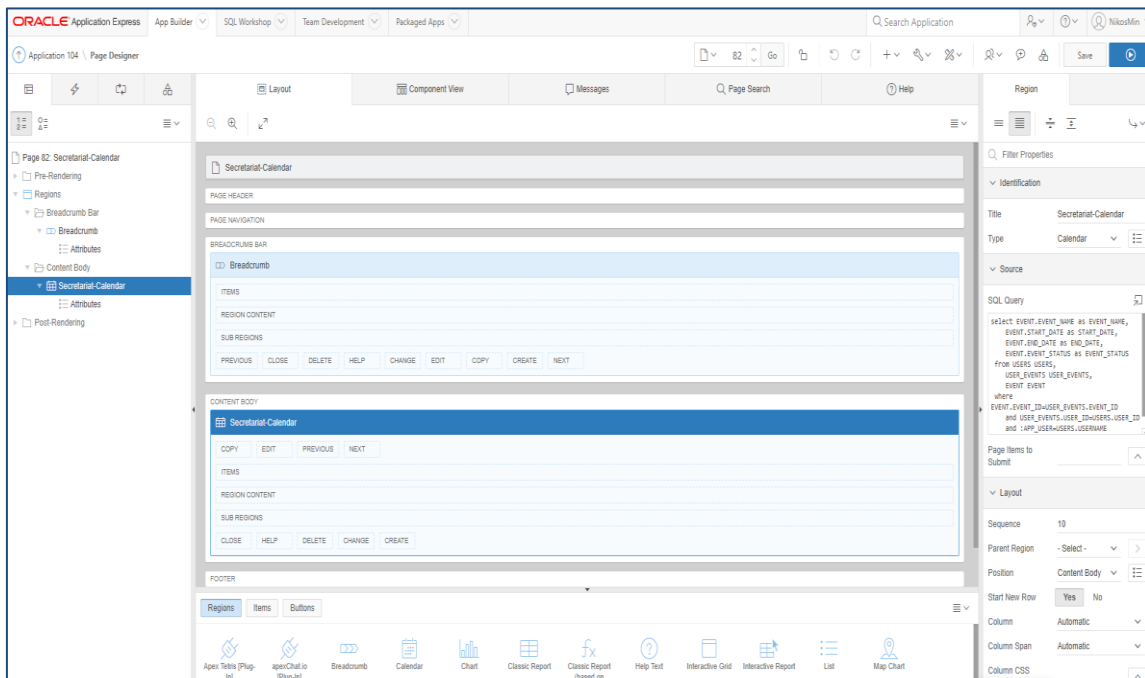 ORACLE Application Express App Builder SQL Workshop Team Development Packaged Apps Search Application NikosMin
Application 104 \ Page Designer 82 Go Save
Layout Component View Messages Page Search Help Region
Page 82: Secretariat-Calendar
Pre-Rendering
Regions
Breadcrumb Bar
Breadcrumb
Attributes
Content Body
Secretariat-Calendar
Attributes
Post-Rendering
Secretariat-Calendar
PAGE HEADER
PAGE NAVIGATION
BREADCRUMB BAR
Breadcrumb
ITEMS
REGION CONTENT
SUB REGIONS
PREVIOUS CLOSE DELETE HELP CHANGE EDIT COPY CREATE NEXT
CONTENT BODY
Secretariat-Calendar
COPY EDIT PREVIOUS NEXT
ITEMS
REGION CONTENT
SUB REGIONS
CLOSE HELP DELETE CHANGE CREATE
FOOTER
Regions Items Buttons
Apex Tetris [Plug- apexChat.io Breadcrumb Calendar Chart Classic Report Classic Report Help Text Interactive Grid Interactive Report List Map Chart
In] [Plug-In] (based on
Filter Properties
Identification
Title Secretariat-Calendar
Type Calendar
Source
SQL Query
select EVENT.EVENT_NAME as EVENT_NAME,
EVENT.START_DATE as START_DATE,
EVENT.END_DATE as END_DATE,
EVENT.EVENT_STATUS as EVENT_STATUS
from USERS USERS,
USER_EVENTS USER_EVENTS,
EVENT EVENT
where
EVENT.EVENT_ID=USER_EVENTS.EVENT_ID
and USER_EVENTS.USER_ID=USERS.USER_ID
and :APP_USER=USERS.USERNAME
Page Items to
Submit
Layout
Sequence 10
Parent Region - Select -
Position Content Body
Start New Row Yes No
Column Automatic
Column Span Automatic
Column CSS